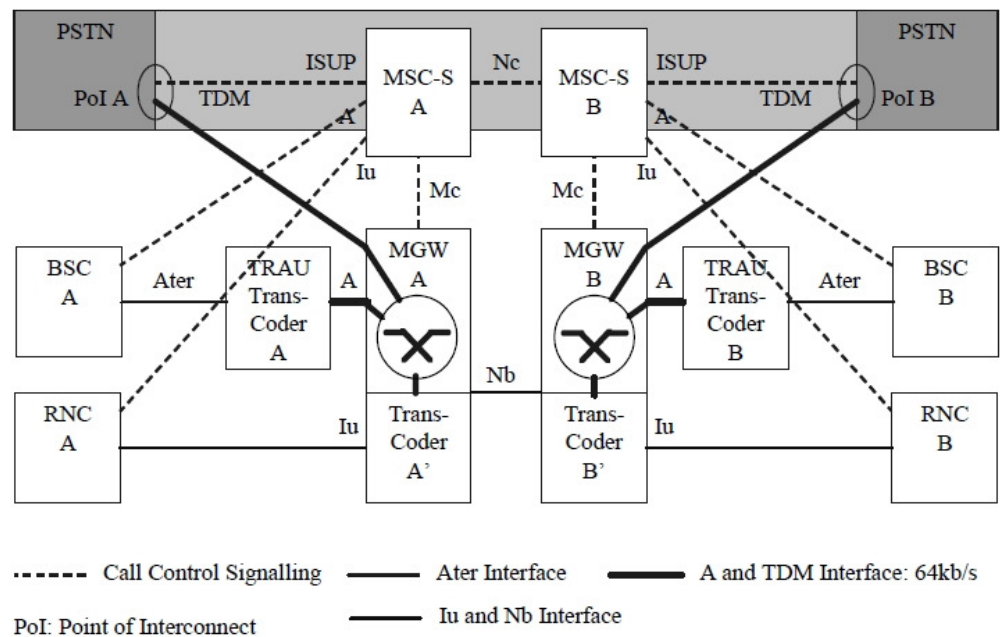 PSTN
PSTN
ISUP
MSC-S
A
Nc
MSC-S
B
ISUP
PoI A
TDM
TDM
PoI B
A
A
Iu
Iu
Mc
Mc
BSC
A
Ater
TRAU
Trans-
Coder
A
A
MGW
A
MGW
B
A
TRAU
Trans-
Coder
B
Ater
BSC
B
Nb
RNC
A
Iu
Trans-
Coder
A’
Trans-
Coder
B’
Iu
RNC
B
Call Control Signalling
Ater Interface
A and TDM Interface: 64kb/s
PoI: Point of Interconnect
Iu and Nb Interface